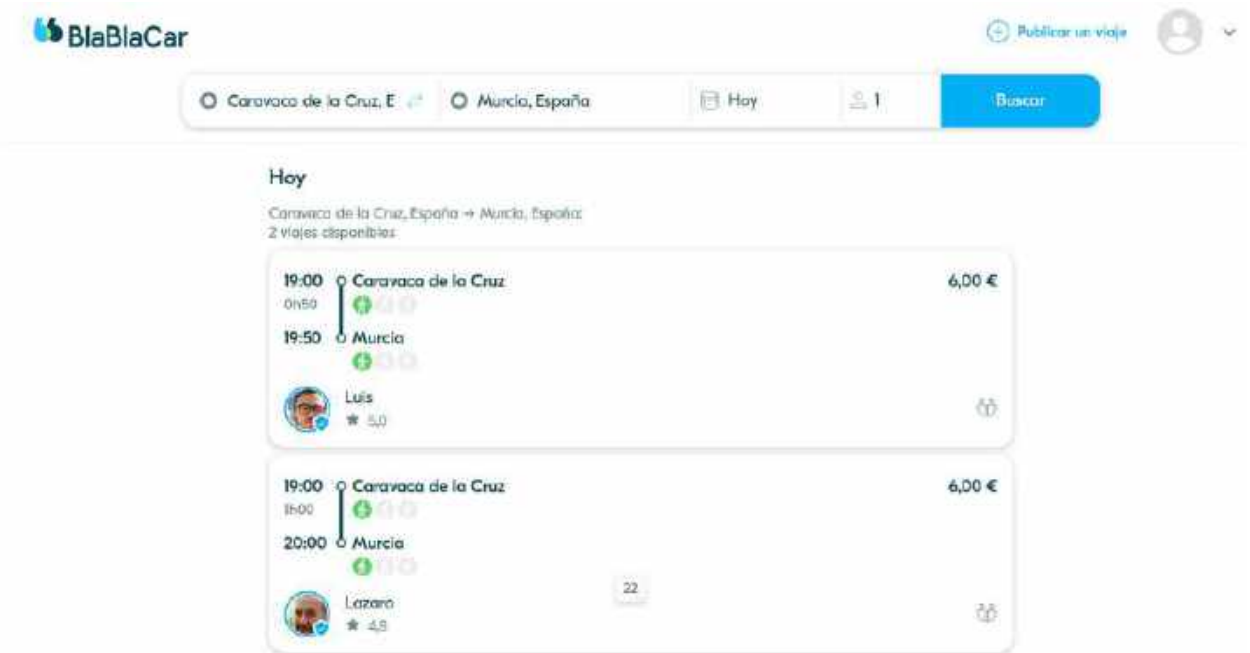 BlaBlaCar
Publicar un viaje
Caravaca de la Cruz, E
Murcia, España
Hoy
1
Buscar
Hoy
Caravaca de la Cruz, España → Murcia, España:
2 viajes disponibles
19:00 Caravaca de la Cruz 6,00 €
0h50
19:50 Murcia
Luis
5,0
19:00 Caravaca de la Cruz 6,00 €
1h00
20:00 Murcia
22
Lazaro
4,8